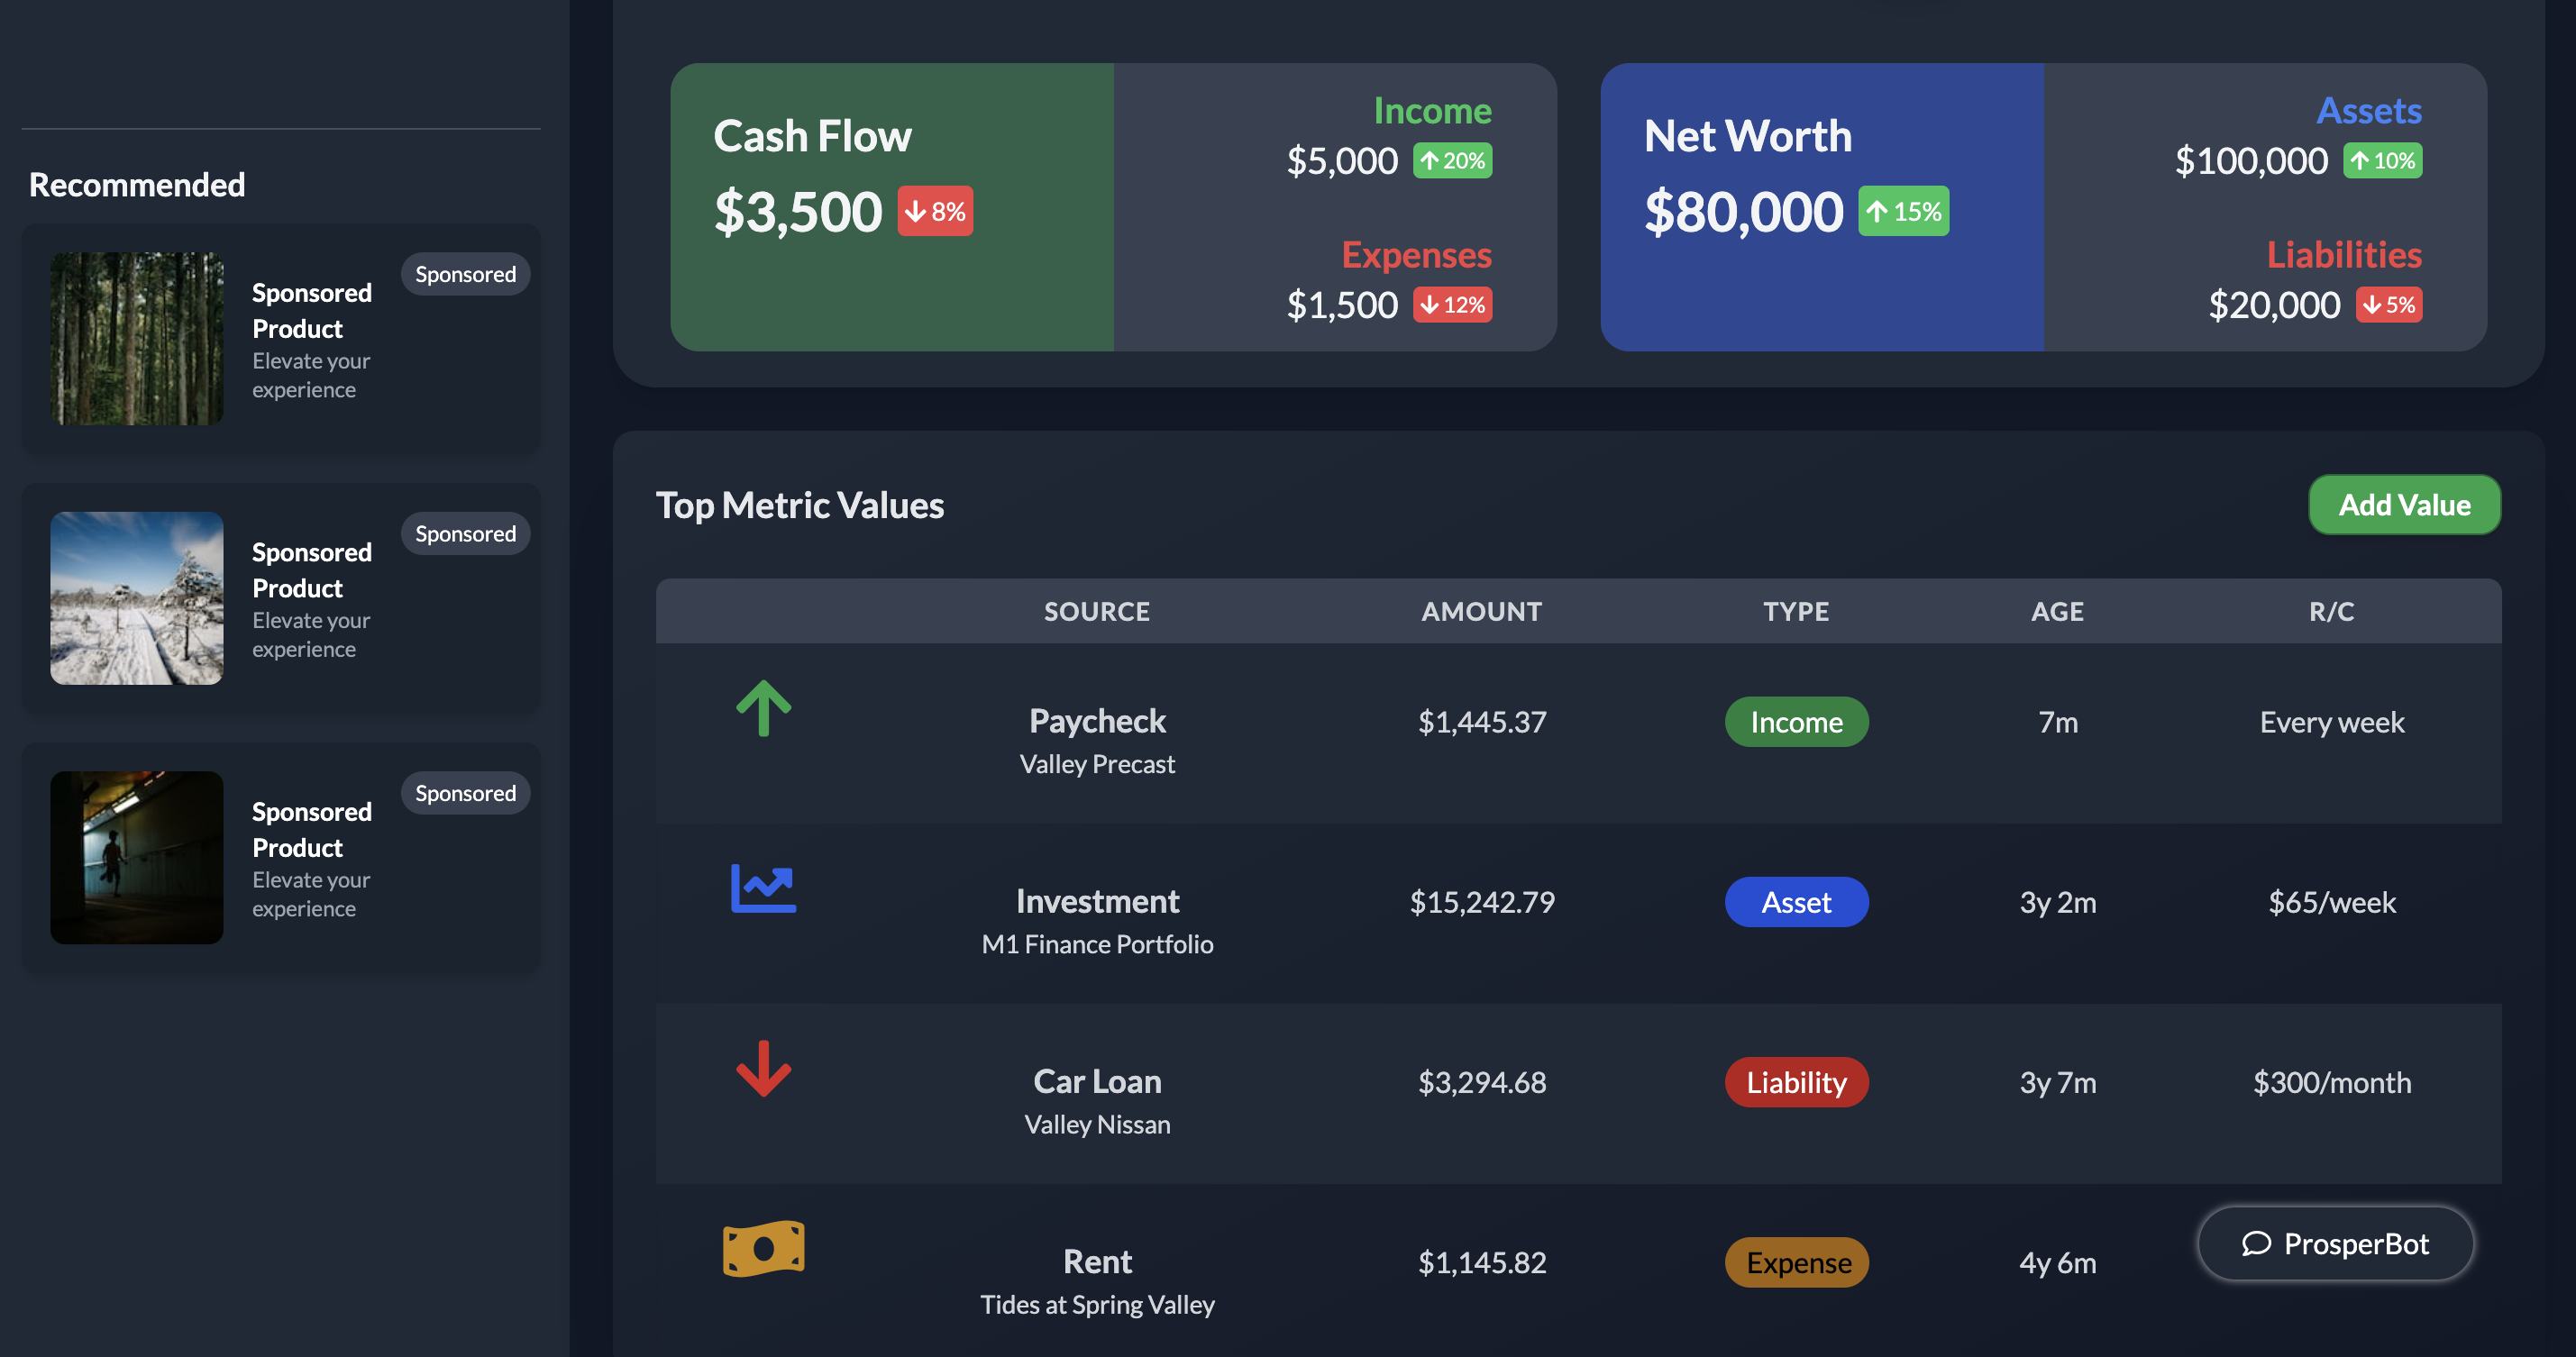 Recommended
Sponsored
Sponsored
Product
Elevate your
experience
Sponsored
Sponsored
Product
Elevate your
experience
Sponsored
Sponsored
Product
Elevate your
experience
Cash Flow
$3,500 8%
Income
$5,000 20%
Expenses
$1,500 12%
Net Worth
$80,000 15%
Assets
$100,000 10%
Liabilities
$20,000 5%
Top Metric Values
Add Value
SOURCE AMOUNT TYPE AGE R/C
Paycheck $1,445.37 Income 7m Every week
Valley Precast
Investment $15,242.79 Asset 3y 2m $65/week
M1 Finance Portfolio
Car Loan $3,294.68 Liability 3y 7m $300/month
Valley Nissan
Rent $1,145.82 Expense 4y 6m
Tides at Spring Valley
ProsperBot